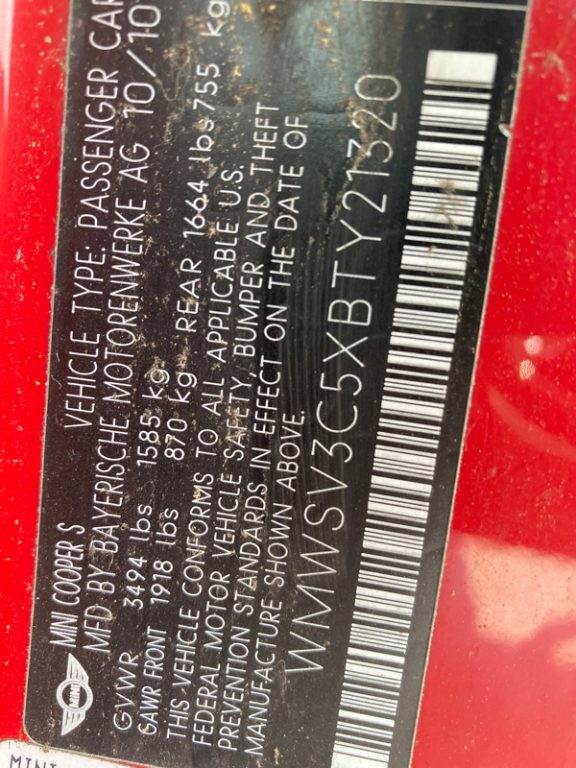 MINI
MINI COOPER S VEHICLE TYPE: PASSENGER CAR
MFD BY BAYERISCHE MOTORENWERKE AG 10/10
GVWR 3494 lbs 1585 kg
GAWR FRONT 1918 lbs 870 kg REAR 1664 lbs 755 kg
THIS VEHICLE CONFORMS TO ALL APPLICABLE U.S.
FEDERAL MOTOR VEHICLE SAFETY BUMPER AND THEFT
PREVENTION STANDARDS IN EFFECT ON THE DATE OF
MANUFACTURE SHOWN ABOVE.
WMWSV3C5XBTY21320
MINI